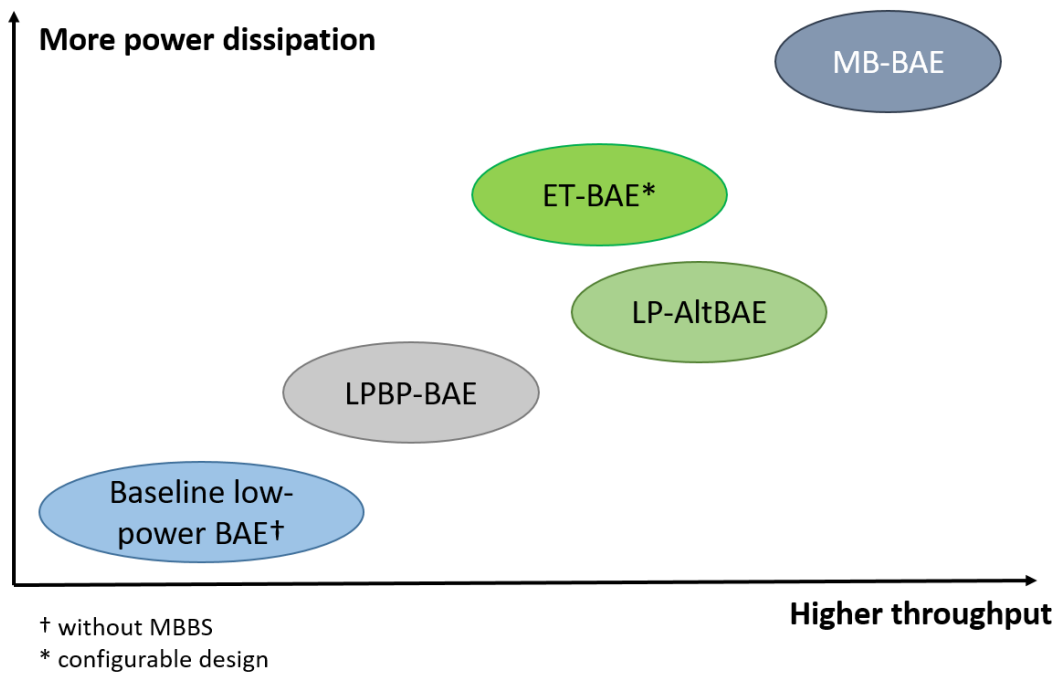 More power dissipation
MB-BAE
ET-BAE*
LP-AltBAE
LPBP-BAE
Baseline low-
power BAE†
Higher throughput
† without MBBS
* configurable design